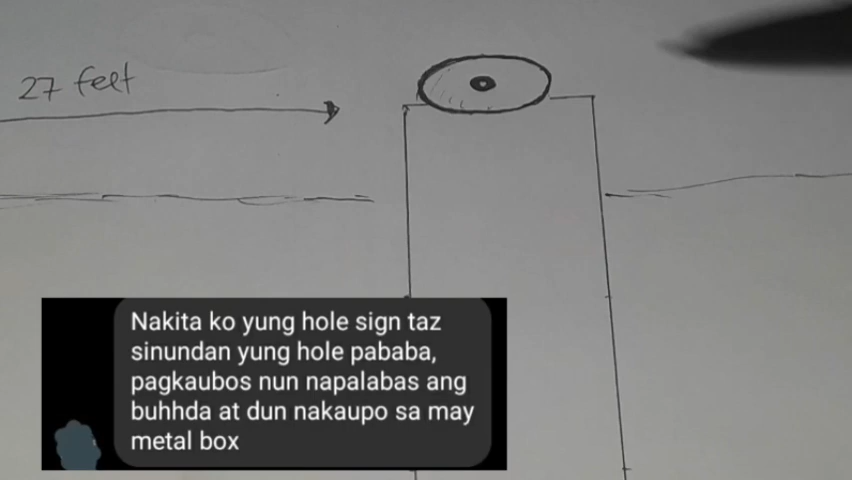 27 feet
Nakita ko yung hole sign taz
sinundan yung hole pababa,
pagkaubos nun napalabas ang
buhhda at dun nakaupo sa may
metal box